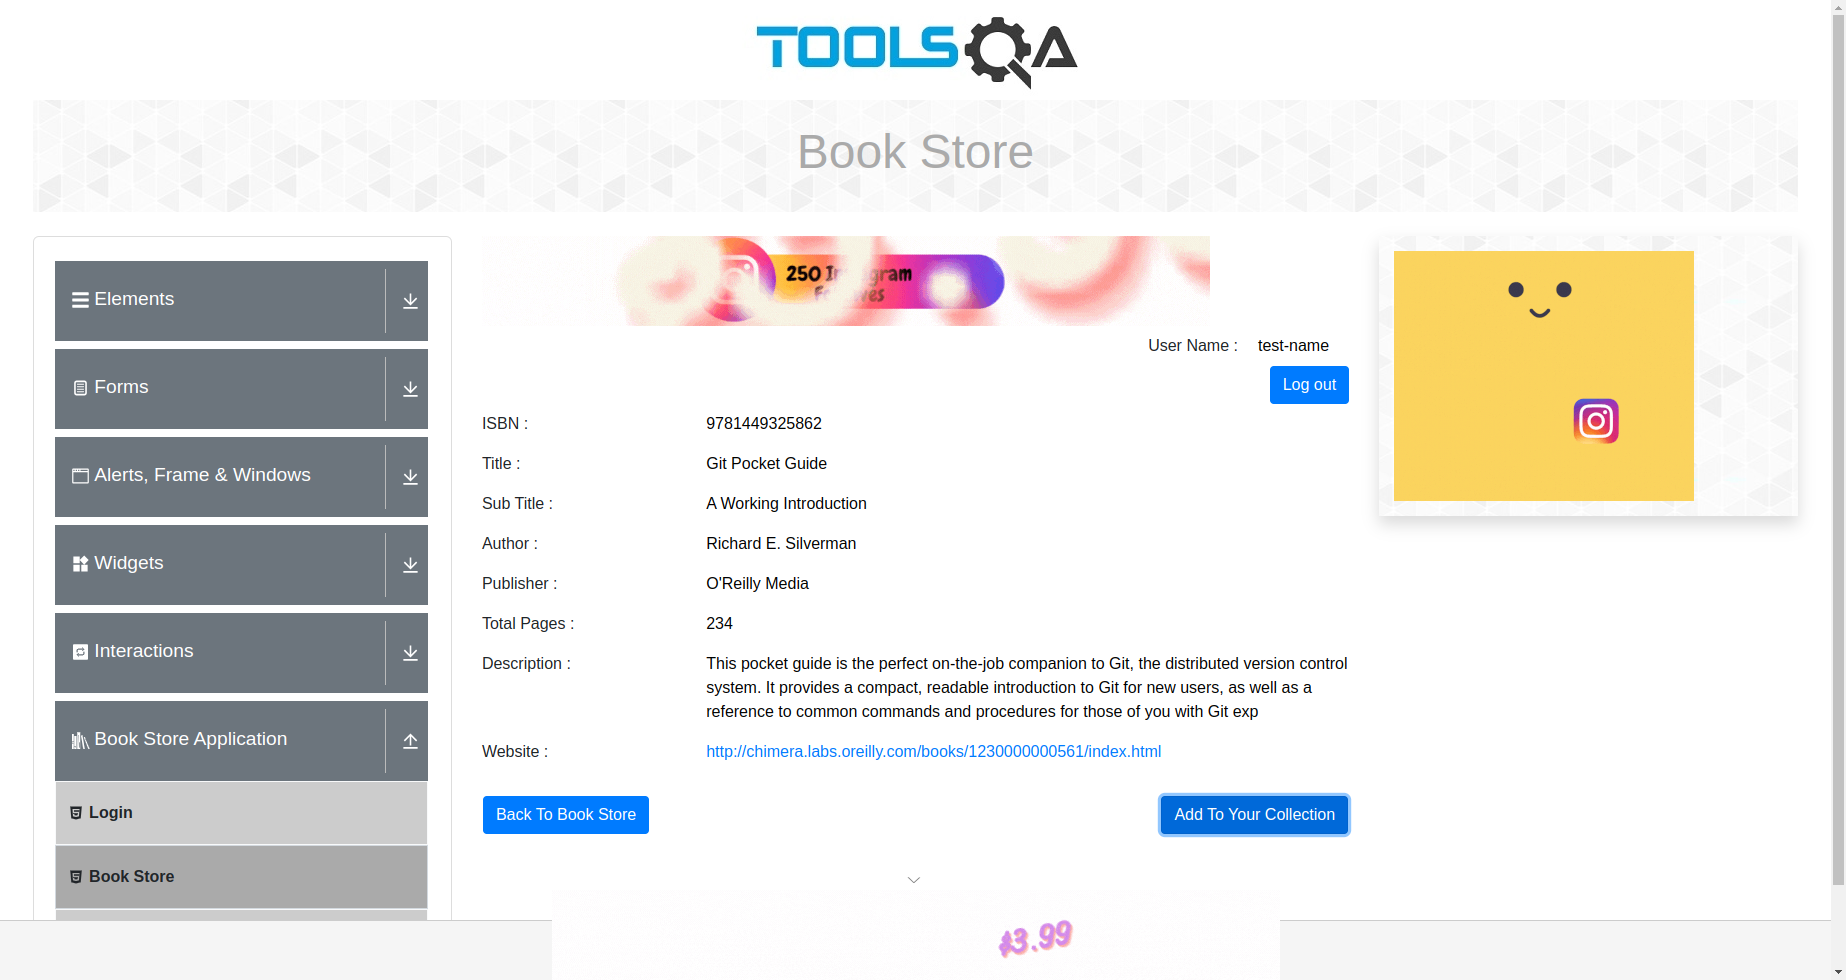 TOOLSQA
Book Store
Elements
Forms
Alerts, Frame & Windows
Widgets
Interactions
Book Store Application
Login
Book Store
250
User Name : test-name
Log out
ISBN : 9781449325862
Title : Git Pocket Guide
Sub Title : A Working Introduction
Author : Richard E. Silverman
Publisher : O'Reilly Media
Total Pages : 234
Description : This pocket guide is the perfect on-the-job companion to Git, the distributed version control
system. It provides a compact, readable introduction to Git for new users, as well as a
reference to common commands and procedures for those of you with Git exp
Website : http://chimera.labs.oreilly.com/books/1230000000561/index.html
Back To Book Store Add To Your Collection
$3.99